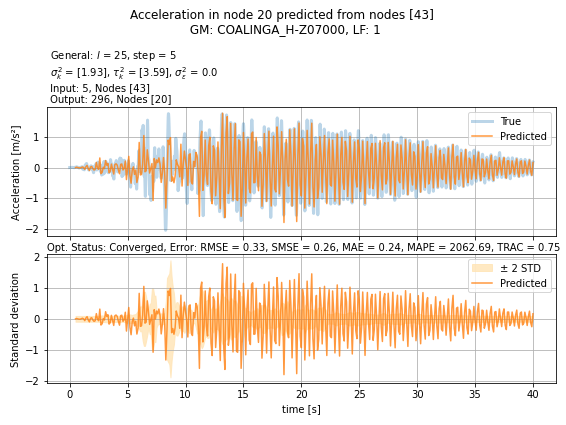 Acceleration in node 20 predicted from nodes [43]
GM: COALINGA_H-Z07000, LF: 1
General: l = 25, step = 5
σ²ₖ = [1.93], τ²ₖ = [3.59], σ²ₑ = 0.0
Input: 5, Nodes [43]
Output: 296, Nodes [20]
Acceleration [m/s²]
1
0
−1
−2
True
Predicted
Opt. Status: Converged, Error: RMSE = 0.33, SMSE = 0.26, MAE = 0.24, MAPE = 2062.69, TRAC = 0.75
Standard deviation
2
1
0
−1
−2
± 2 STD
Predicted
0 5 10 15 20 25 30 35 40
time [s]